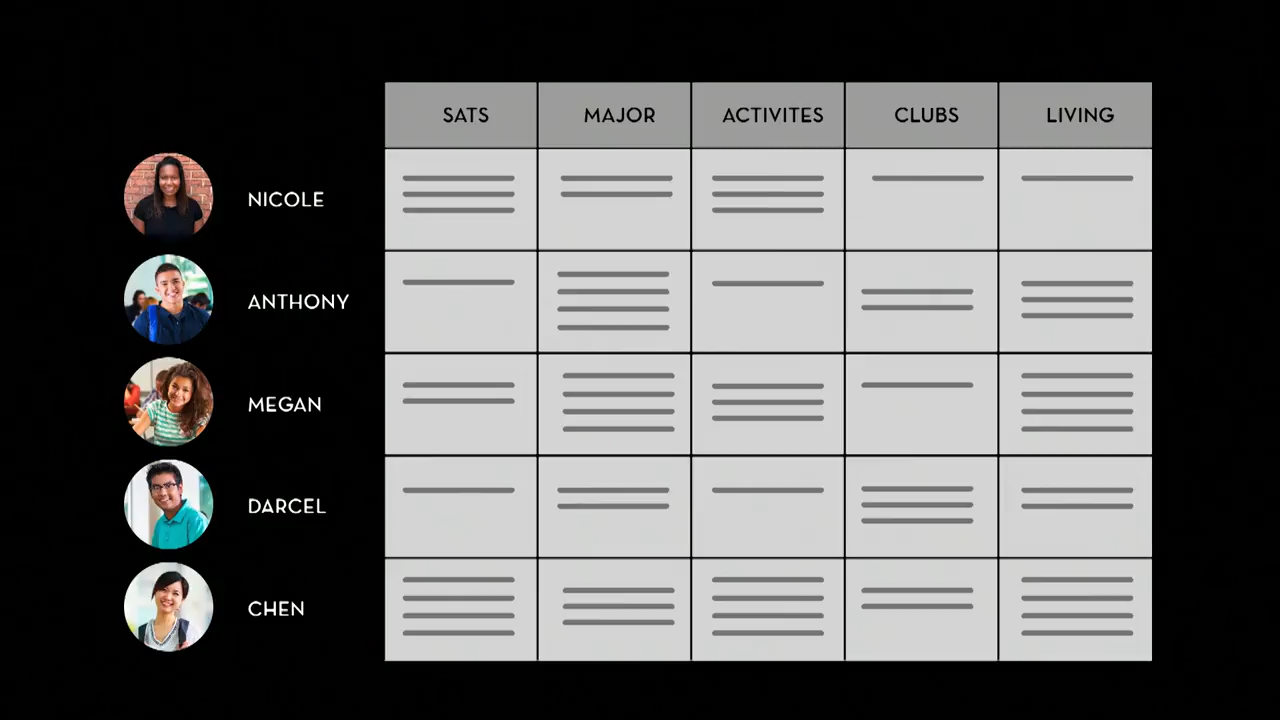 SATS MAJOR ACTIVITES CLUBS LIVING
NICOLE
ANTHONY
MEGAN
DARCEL
CHEN